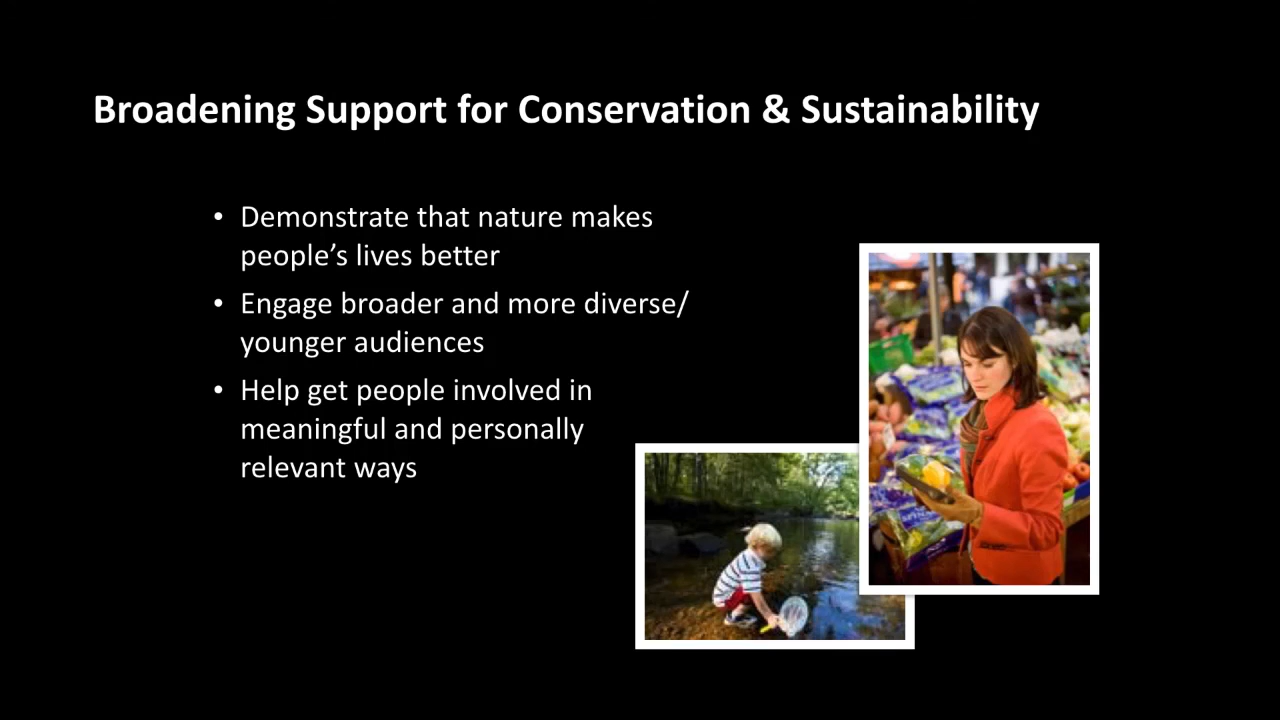 Broadening Support for Conservation & Sustainability
• Demonstrate that nature makes
people’s lives better
• Engage broader and more diverse/
younger audiences
• Help get people involved in
meaningful and personally
relevant ways